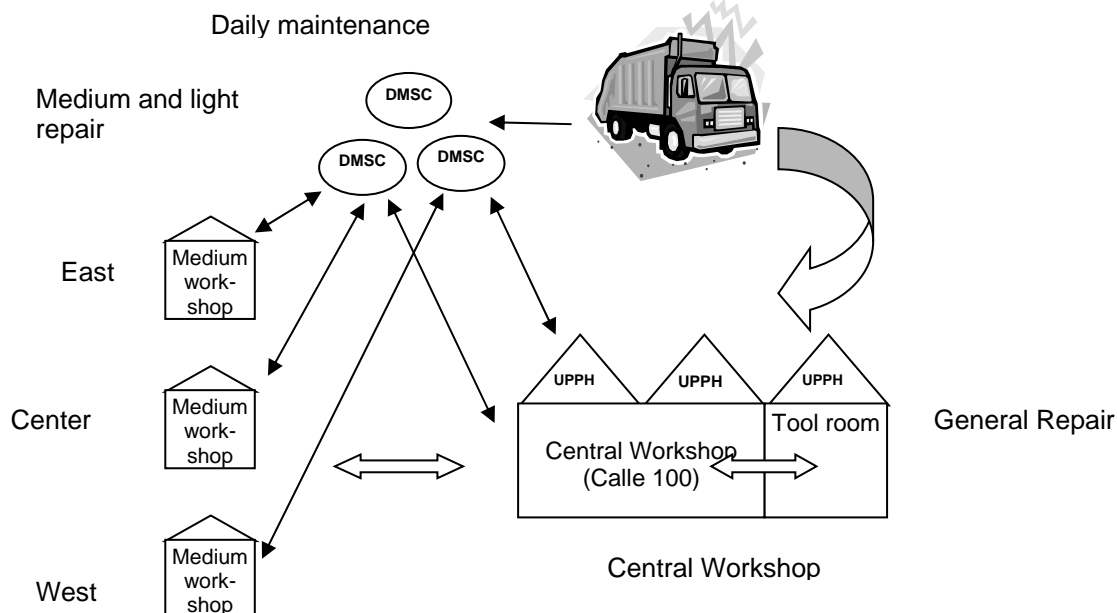 Daily maintenance
Medium and light
repair
DMSC
DMSC
DMSC
East
Medium
work-
shop
Center
Medium
work-
shop
West
Medium
work-
shop
UPPH
UPPH
UPPH
Tool room
Central Workshop
(Calle 100)
General Repair
Central Workshop